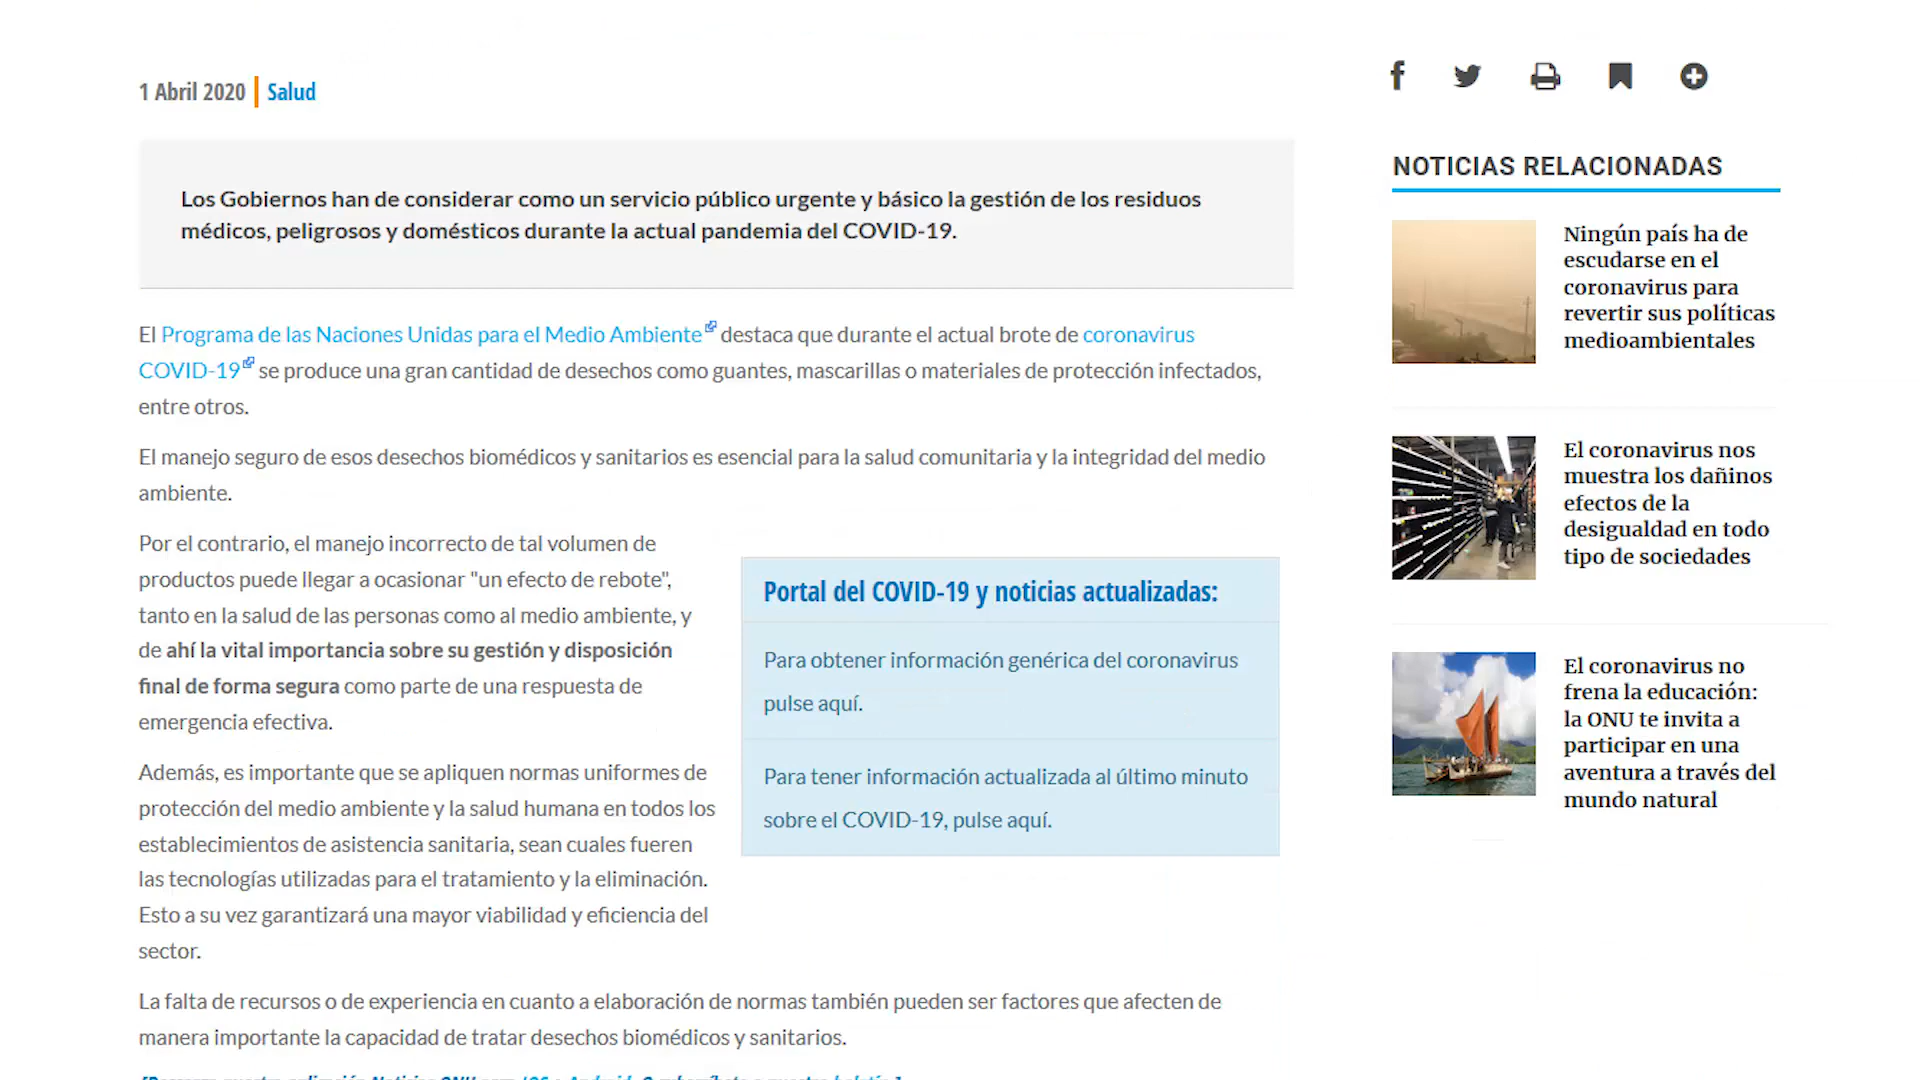 1 Abril 2020 | Salud
Los Gobiernos han de considerar como un servicio público urgente y básico la gestión de los residuos
médicos, peligrosos y domésticos durante la actual pandemia del COVID-19.
El Programa de las Naciones Unidas para el Medio Ambiente destaca que durante el actual brote de coronavirus
COVID-19 se produce una gran cantidad de desechos como guantes, mascarillas o materiales de protección infectados,
entre otros.
El manejo seguro de esos desechos biomédicos y sanitarios es esencial para la salud comunitaria y la integridad del medio
ambiente.
Por el contrario, el manejo incorrecto de tal volumen de
productos puede llegar a ocasionar "un efecto de rebote",
tanto en la salud de las personas como al medio ambiente, y
de ahí la vital importancia sobre su gestión y disposición
final de forma segura como parte de una respuesta de
emergencia efectiva.
Además, es importante que se apliquen normas uniformes de
protección del medio ambiente y la salud humana en todos los
establecimientos de asistencia sanitaria, sean cuales fueren
las tecnologías utilizadas para el tratamiento y la eliminación.
Esto a su vez garantizará una mayor viabilidad y eficiencia del
sector.
Portal del COVID-19 y noticias actualizadas:
Para obtener información genérica del coronavirus
pulse aquí.
Para tener información actualizada al último minuto
sobre el COVID-19, pulse aquí.
La falta de recursos o de experiencia en cuanto a elaboración de normas también pueden ser factores que afecten de
manera importante la capacidad de tratar desechos biomédicos y sanitarios.
NOTICIAS RELACIONADAS
Ningún país ha de
escudarse en el
coronavirus para
revertir sus políticas
medioambientales
El coronavirus nos
muestra los dañinos
efectos de la
desigualdad en todo
tipo de sociedades
El coronavirus no
frena la educación:
la ONU te invita a
participar en una
aventura a través del
mundo natural